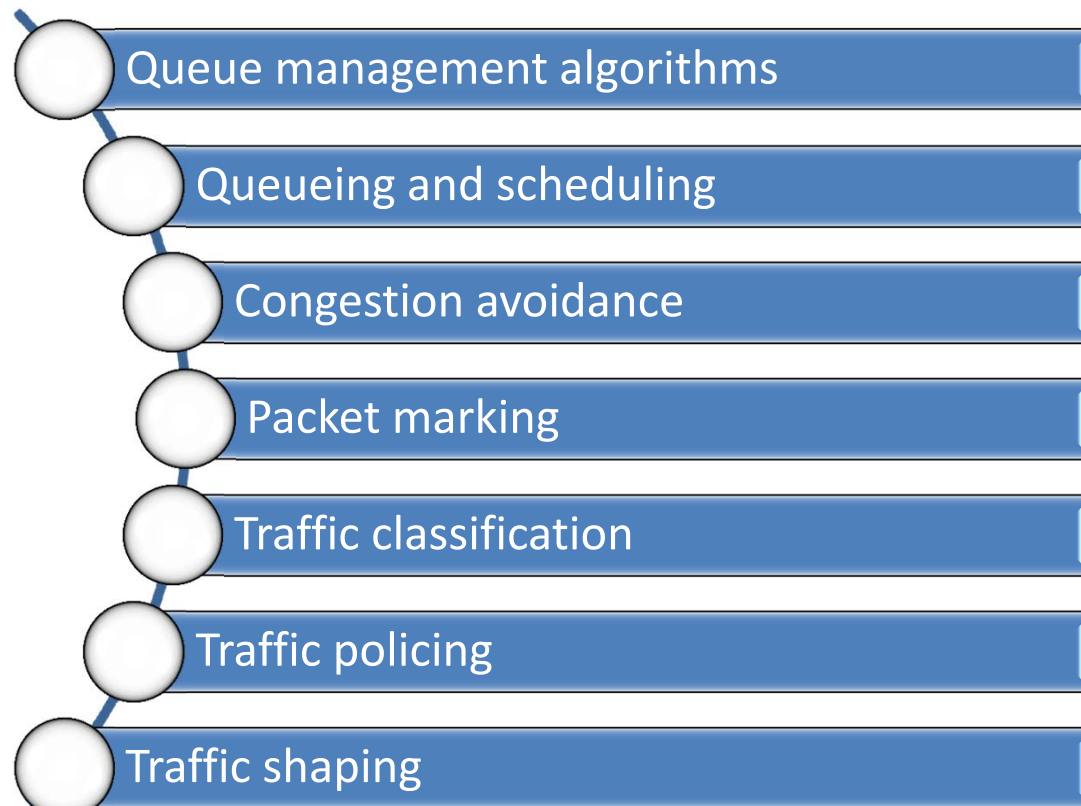 Queue management algorithms
Queueing and scheduling
Congestion avoidance
Packet marking
Traffic classification
Traffic policing
Traffic shaping